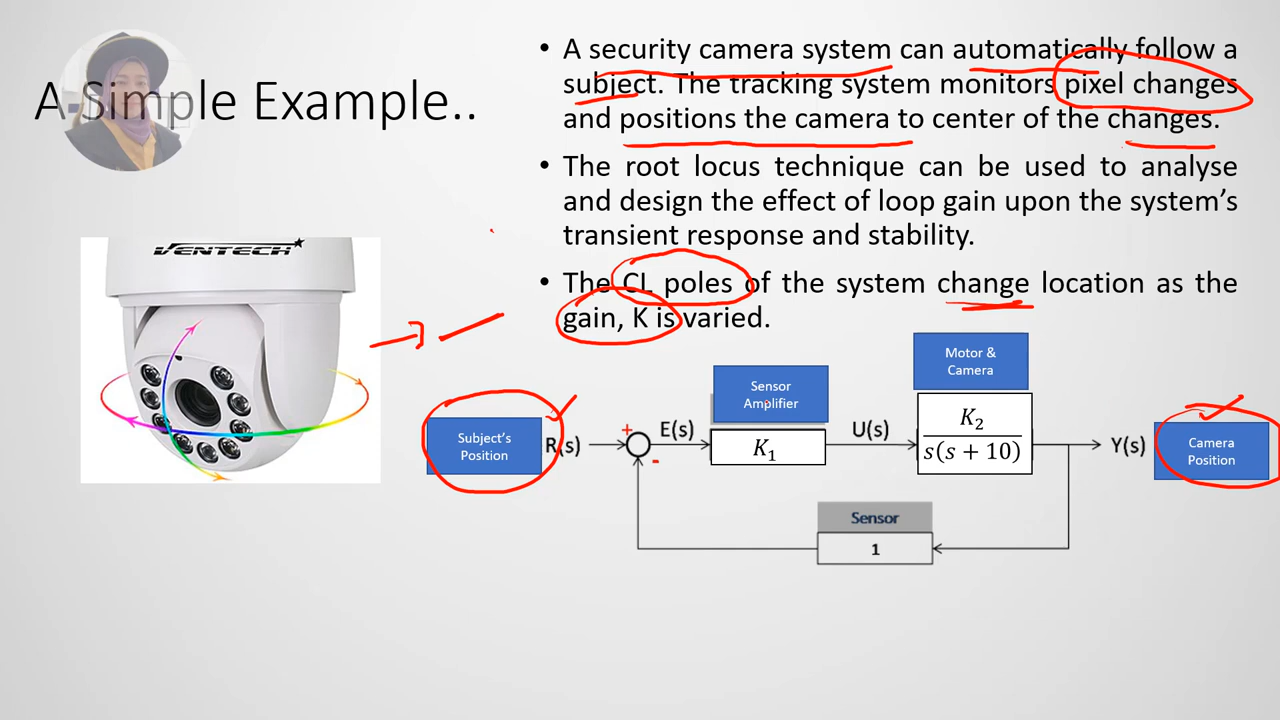 A Simple Example..
• A security camera system can automatically follow a
subject. The tracking system monitors pixel changes
and positions the camera to center of the changes.
• The root locus technique can be used to analyse
and design the effect of loop gain upon the system's
transient response and stability.
• The CL poles of the system change location as the
gain, K is varied.
VENTECH
Motor &
Camera
Sensor
Amplifier
Subject's
Position
R(s)
+
-
E(s)
K₁
U(s)
K₂
s(s + 10)
Y(s)
Camera
Position
Sensor
1